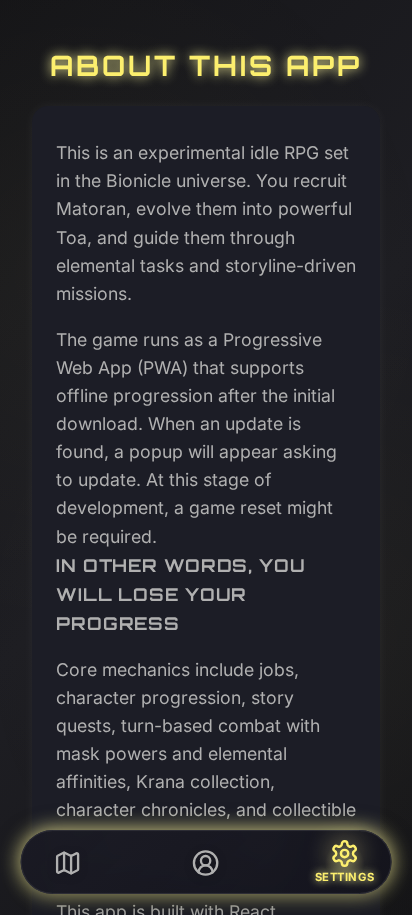 ABOUT THIS APP
This is an experimental idle RPG set
in the Bionicle universe. You recruit
Matoran, evolve them into powerful
Toa, and guide them through
elemental tasks and storyline-driven
missions.
The game runs as a Progressive
Web App (PWA) that supports
offline progression after the initial
download. When an update is
found, a popup will appear asking
to update. At this stage of
development, a game reset might
be required.
IN OTHER WORDS, YOU
WILL LOSE YOUR
PROGRESS
Core mechanics include jobs,
character progression, story
quests, turn-based combat with
mask powers and elemental
affinities, Krana collection,
character chronicles, and collectible
SETTINGS
This app is built with React